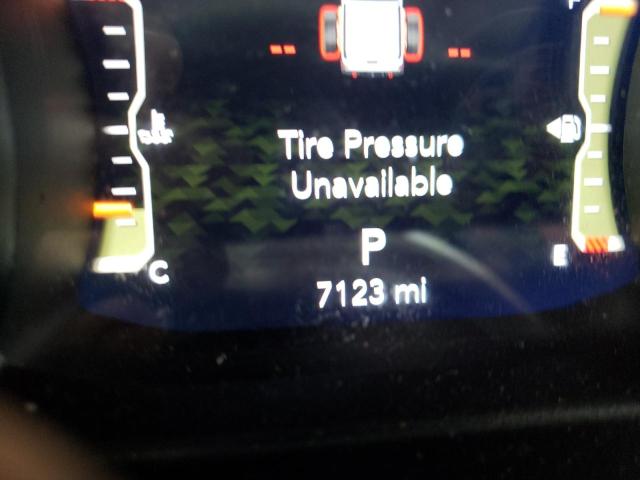 F
-- --
Tire Pressure
Unavailable
P
E
C
7123 mi